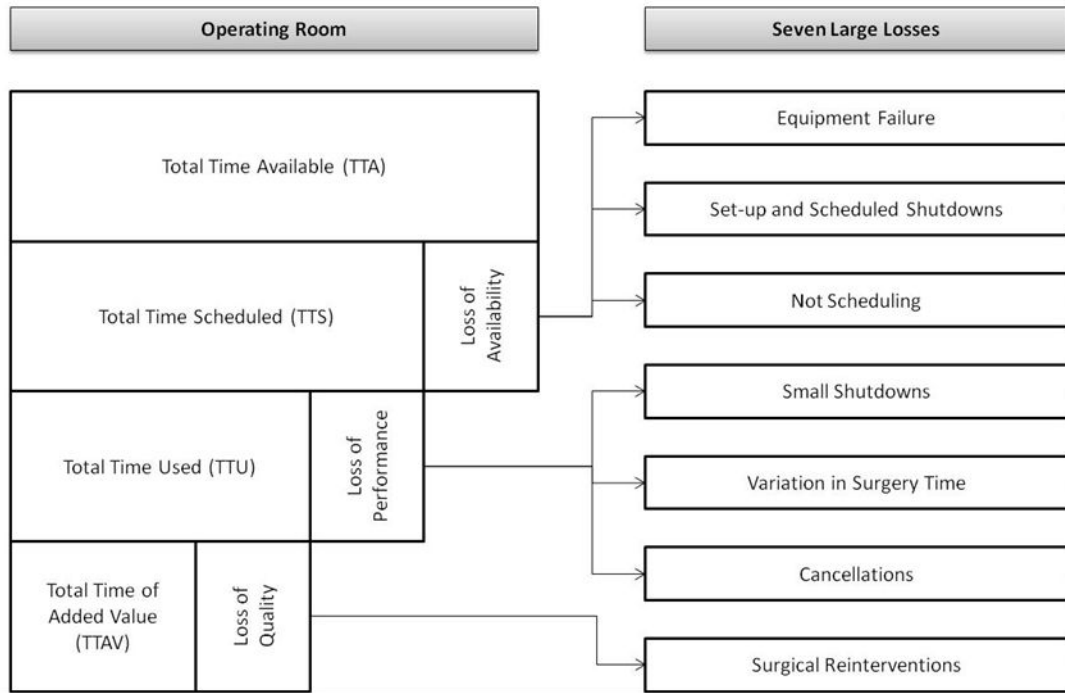 Operating Room
Seven Large Losses
Total Time Available (TTA)
Equipment Failure
Set-up and Scheduled Shutdowns
Total Time Scheduled (TTS)
Loss of
Availability
Not Scheduling
Small Shutdowns
Total Time Used (TTU)
Loss of
Performance
Variation in Surgery Time
Cancellations
Total Time of
Added Value
(TTAV)
Loss of
Quality
Surgical Reinterventions